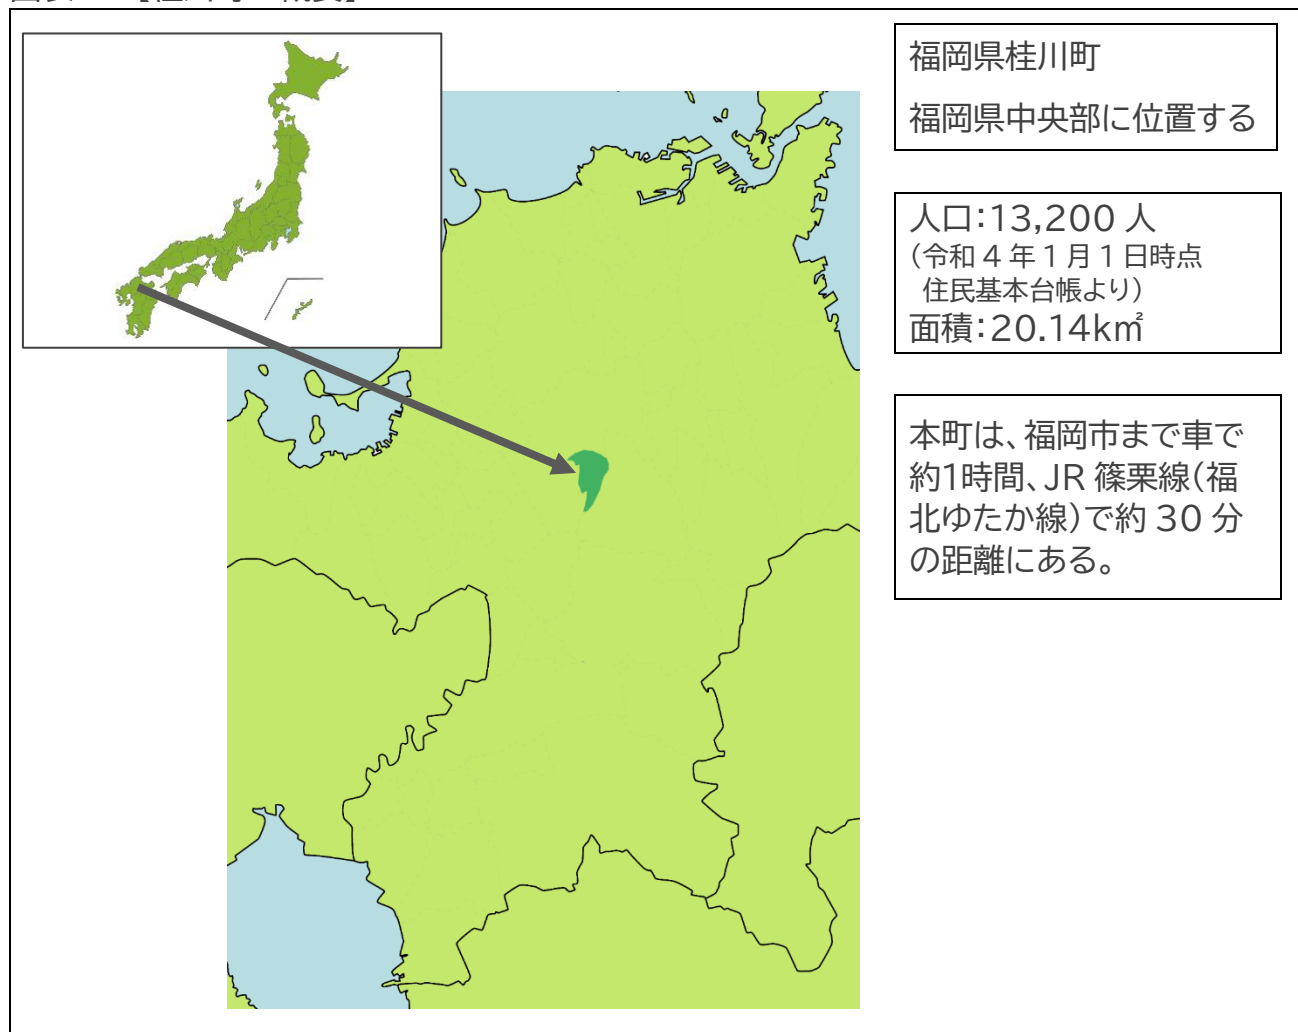 福岡県桂川町
福岡県中央部に位置する
人口：13,200 人
（令和 4 年 1 月 1 日時点
住民基本台帳より）
面積：20.14k㎡
本町は、福岡市まで車で
約1時間、JR 篠栗線（福
北ゆたか線）で約 30 分
の距離にある。